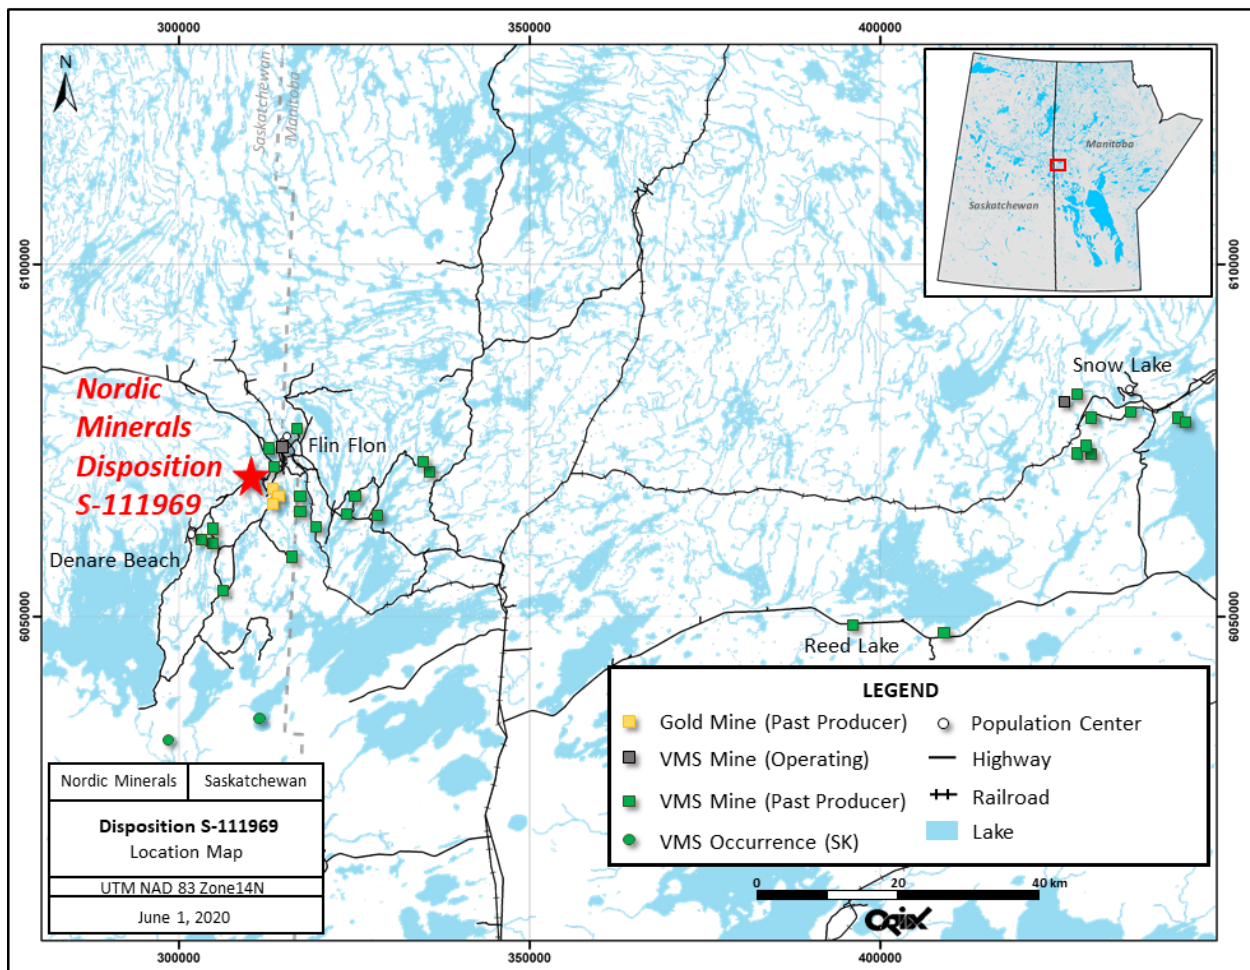 300000
350000
400000
N
Saskatchewan
Manitoba
Manitoba
Saskatchewan
6100000
6100000
Snow Lake
Nordic
Minerals
Disposition
S-111969
Flin Flon
Denare Beach
6050000
6050000
Reed Lake
LEGEND
Gold Mine (Past Producer)
VMS Mine (Operating)
VMS Mine (Past Producer)
VMS Occurrence (SK)
Population Center
Highway
Railroad
Lake
Nordic Minerals
Saskatchewan
Disposition S-111969
Location Map
UTM NAD 83 Zone14N
June 1, 2020
0 20 40 km
300000
350000
400000